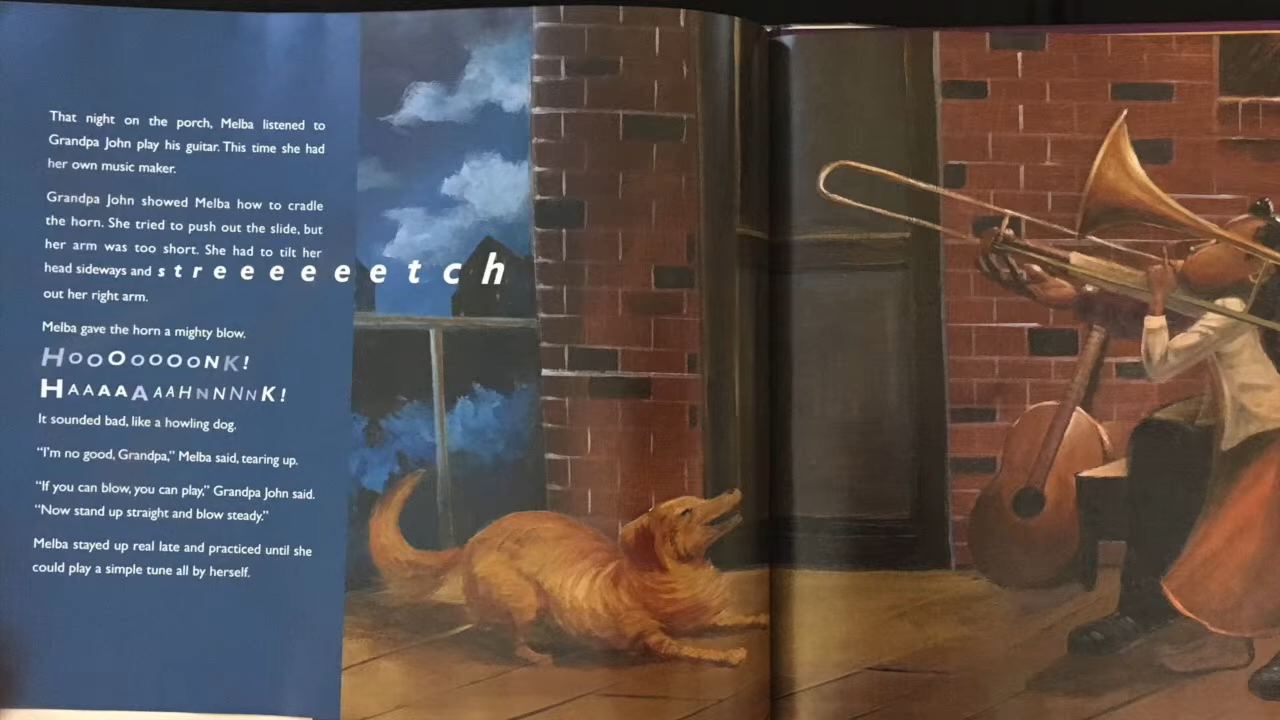 That night on the porch, Melba listened to
Grandpa John play his guitar. This time she had
her own music maker.
Grandpa John showed Melba how to cradle
the horn. She tried to push out the slide, but
her arm was too short. She had to tilt her
head sideways and streeeeeetch
out her right arm.
Melba gave the horn a mighty blow.
HOOOOOOONK!
HAAAAAAAHNNNNNK!
It sounded bad, like a howling dog.
“I’m no good, Grandpa,” Melba said, tearing up.
“If you can blow, you can play,” Grandpa John said.
“Now stand up straight and blow steady.”
Melba stayed up real late and practiced until she
could play a simple tune all by herself.